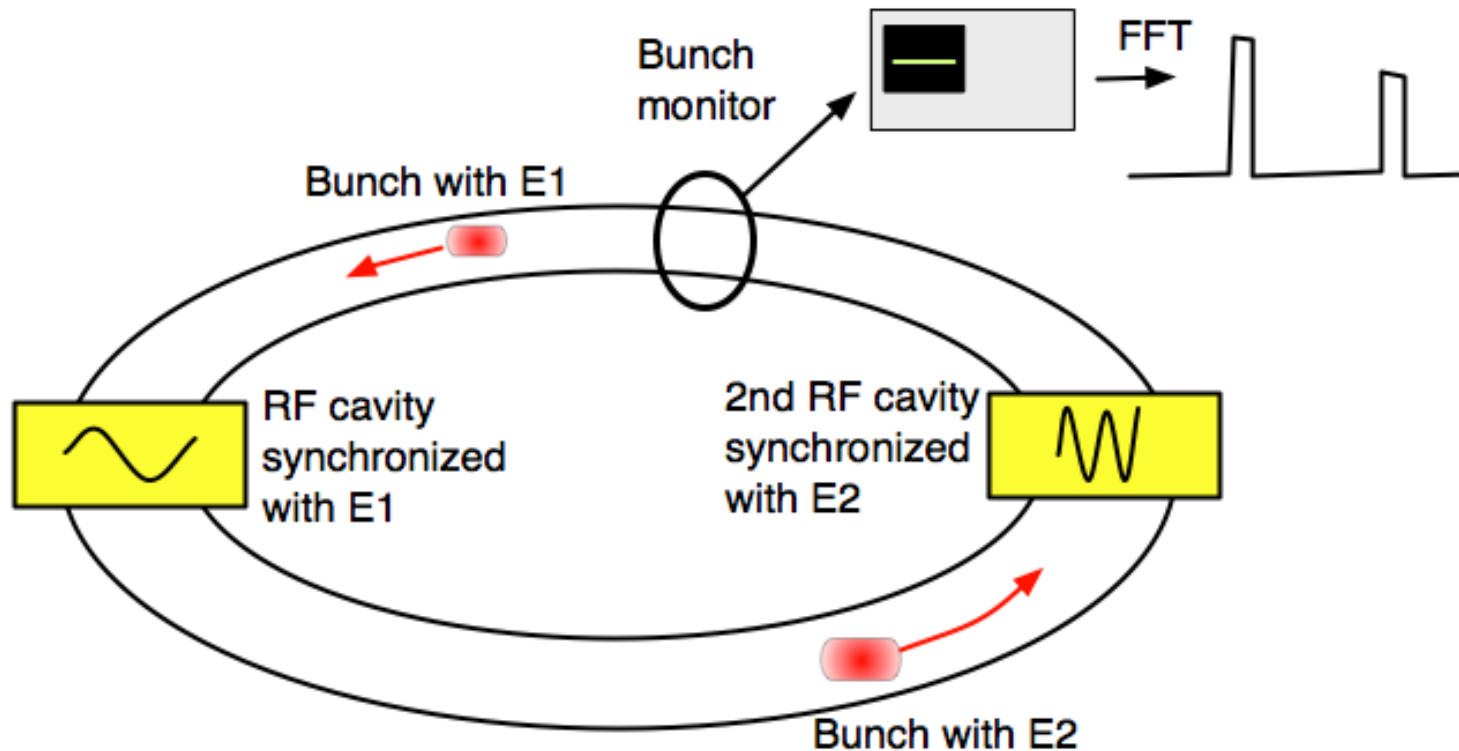 Bunch
monitor
FFT
Bunch with E1
RF cavity
synchronized
with E1
2nd RF cavity
synchronized
with E2
Bunch with E2